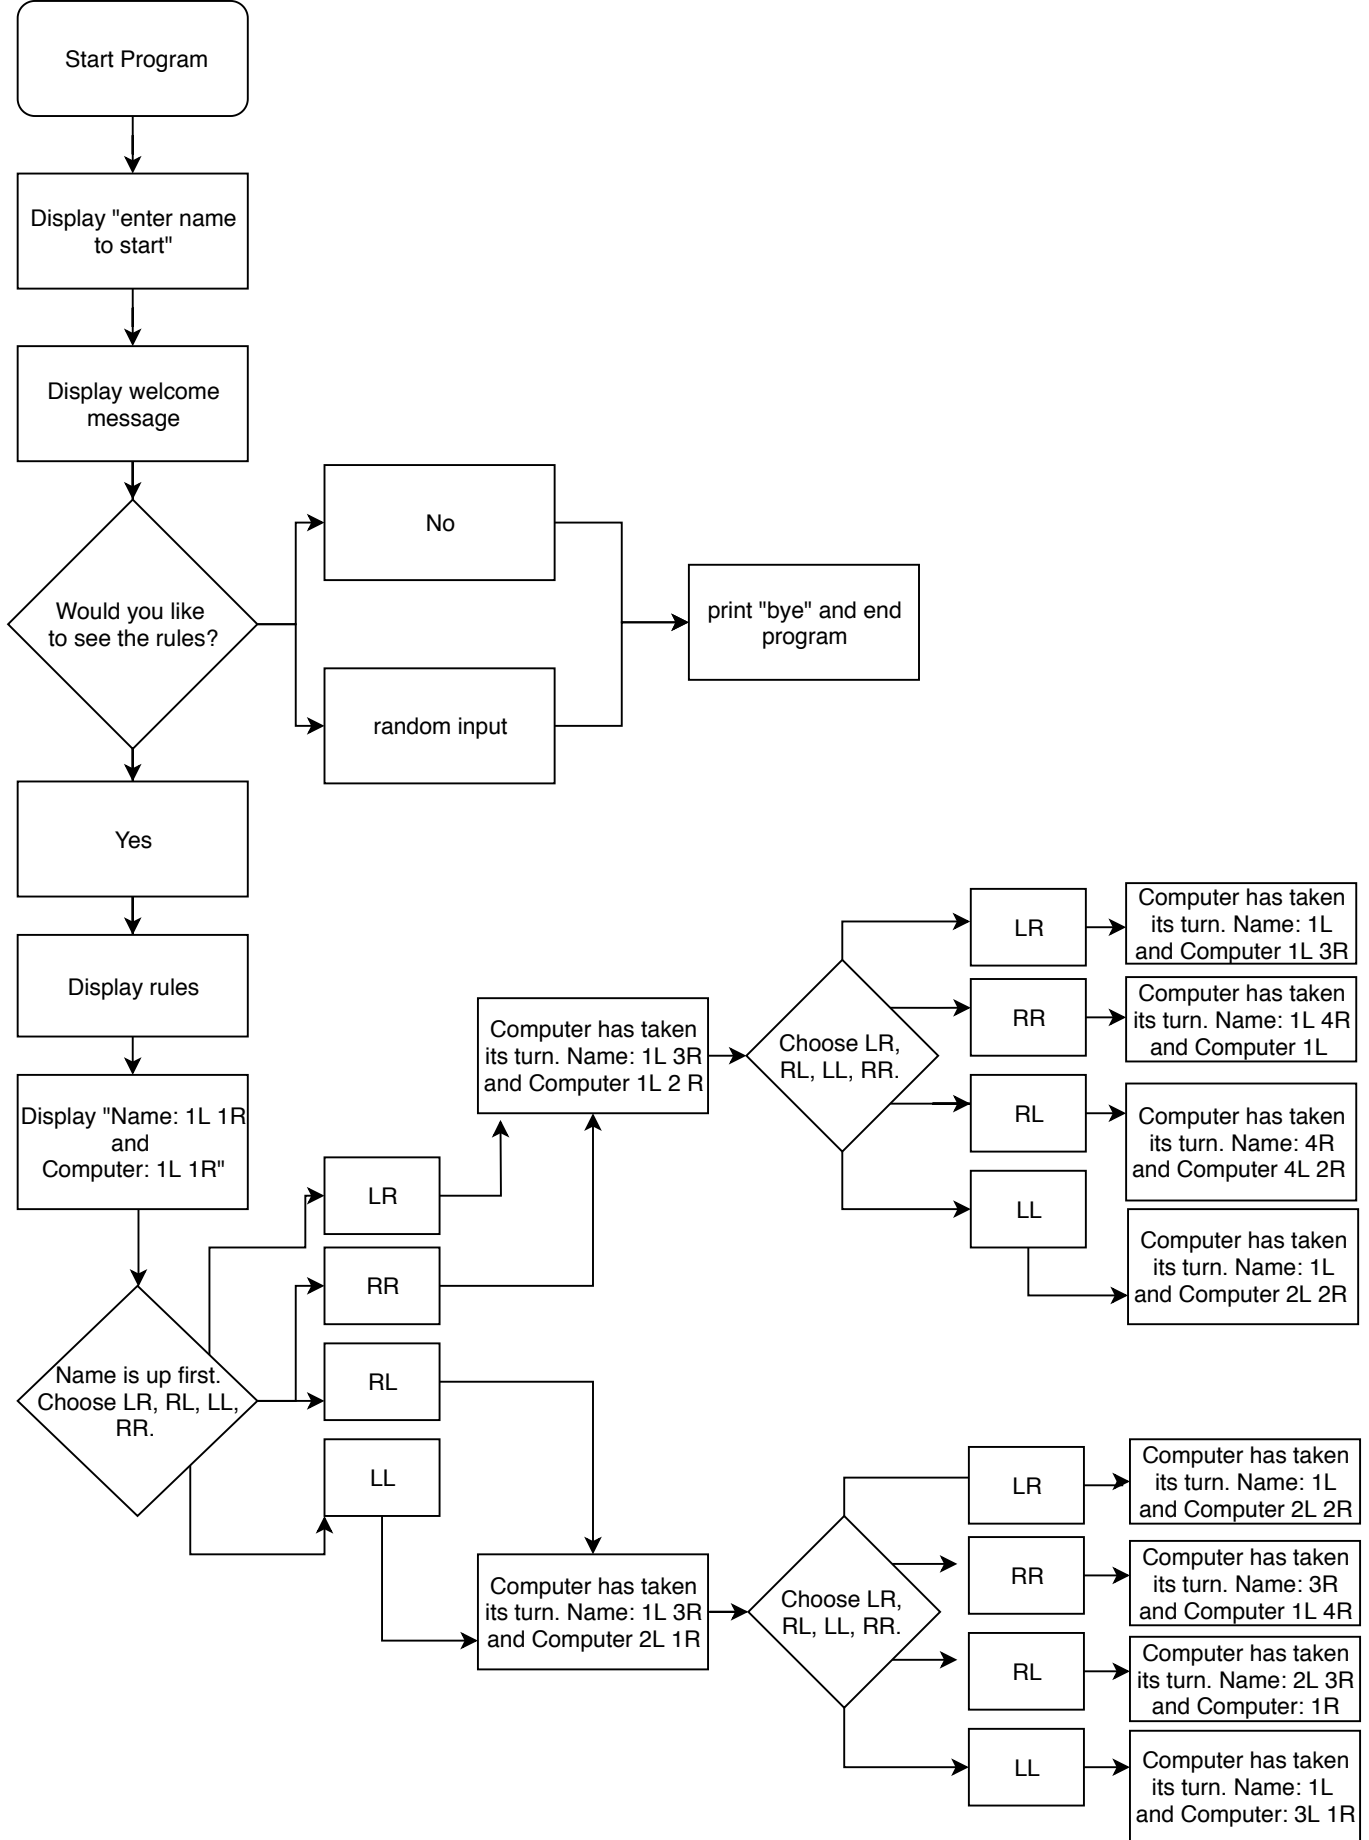 Start Program
Display "enter name
to start"
Display welcome
message
Would you like
to see the rules?
No
random input
print "bye" and end
program
Yes
Display rules
Display "Name: 1L 1R
and
Computer: 1L 1R"
Name is up first.
Choose LR, RL, LL,
RR.
LR
RR
RL
LL
Computer has taken
its turn. Name: 1L 3R
and Computer 1L 2 R
Choose LR,
RL, LL, RR.
LR
Computer has taken
its turn. Name: 1L
and Computer 1L 3R
RR
Computer has taken
its turn. Name: 1L 4R
and Computer 1L
RL
Computer has taken
its turn. Name: 4R
and Computer 4L 2R
LL
Computer has taken
its turn. Name: 1L
and Computer 2L 2R
Computer has taken
its turn. Name: 1L 3R
and Computer 2L 1R
Choose LR,
RL, LL, RR.
LR
Computer has taken
its turn. Name: 1L
and Computer 2L 2R
RR
Computer has taken
its turn. Name: 3R
and Computer 1L 4R
RL
Computer has taken
its turn. Name: 2L 3R
and Computer: 1R
LL
Computer has taken
its turn. Name: 1L
and Computer: 3L 1R